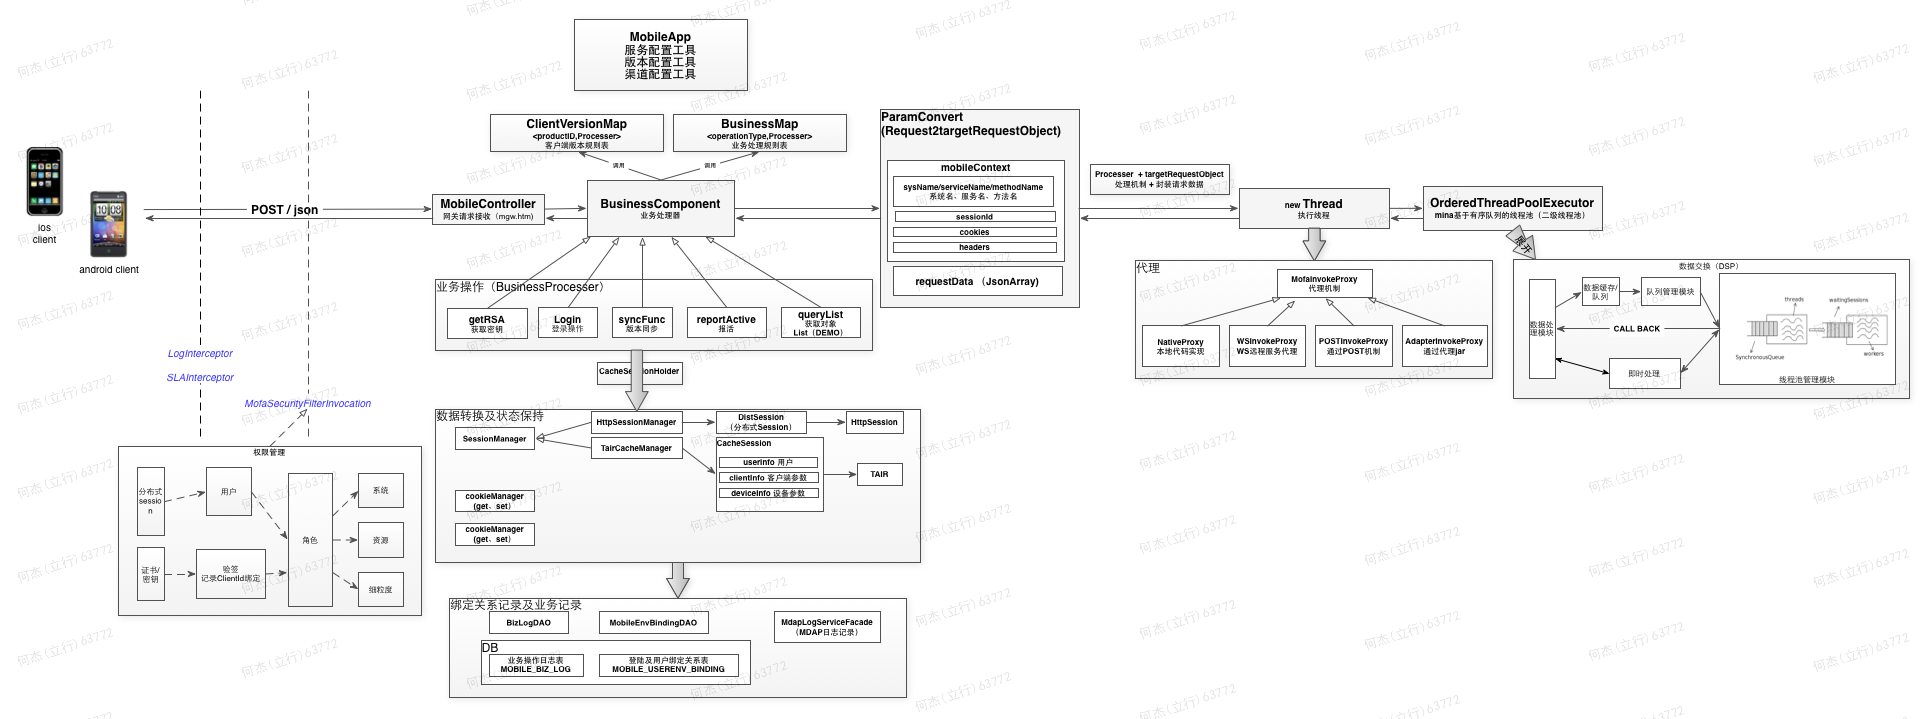 MobileApp
服务配置工具
版本配置工具
渠道配置工具
ClientVersionMap
<productID,Processer>
客户端版本规则表
BusinessMap
<operationType,Processer>
业务处理规则表
调用
调用
ios
client
android client
POST / json
MobileController
网关请求接收（mgw.htm）
BusinessComponent
业务处理器
ParamConvert
(Request2targetRequestObject)
mobileContext
sysName/serviceName/methodName
系统名、服务名、方法名
sessionId
cookies
headers
requestData （JsonArray)
Processer + targetRequestObject
处理机制 + 封装请求数据
new Thread
执行线程
OrderedThreadPoolExecutor
mina基于有序队列的线程池（二级线程池）
展开
业务操作（BusinessProcesser）
getRSA
获取密钥
Login
登录操作
syncFunc
版本同步
reportActive
报活
queryList
获取对象
List（DEMO）
代理
MofaInvokeProxy
代理机制
NativeProxy
本地代码实现
WSInvokeProxy
WS远程服务代理
POSTInvokeProxy
通过POST机制
AdapterInvokeProxy
通过代理jar
数据交换（DSP）
数据处
理模块
数据缓存/
队列
队列管理模块
CALL BACK
即时处理
threads
waitingSessions
SynchronousQueue
workers
线程池管理模块
LogInterceptor
SLAInterceptor
MofaSecurityFilterInvocation
权限管理
分布式
sessio
n
用户
证书/
密钥
验签
记录ClientId绑定
角色
系统
资源
细粒度
CacheSessionHolder
数据转换及状态保持
SessionManager
HttpSessionManager
TairCacheManager
DistSession
（分布式Session）
HttpSession
CacheSession
userinfo 用户
clientInfo 客户端参数
deviceInfo 设备参数
TAIR
cookieManager
(get、set）
cookieManager
(get、set）
绑定关系记录及业务记录
BizLogDAO
MobileEnvBindingDAO
MdapLogServiceFacade
（MDAP日志记录）
DB
业务操作日志表
MOBILE_BIZ_LOG
登陆及用户绑定关系表
MOBILE_USERENV_BINDING
何杰(立行)63772